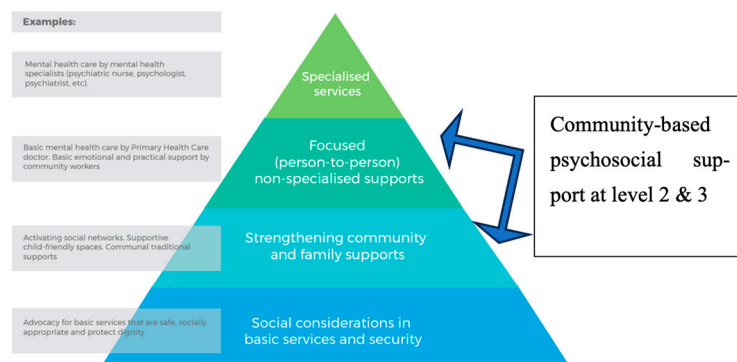 Examples:
Mental health care by mental health
specialists (psychiatric nurse, psychologist,
psychiatrist, etc).
Specialised
services
Basic mental health care by Primary Health Care
doctor. Basic emotional and practical support by
community workers
Focused
(person-to-person)
non-specialised supports
Activating social networks. Supportive
child-friendly spaces. Communal traditional
supports
Strengthening community
and family supports
Advocacy for basic services that are safe, socially
appropriate and protect dignity
Social considerations in
basic services and security
Community-based
psychosocial sup-
port at level 2 & 3